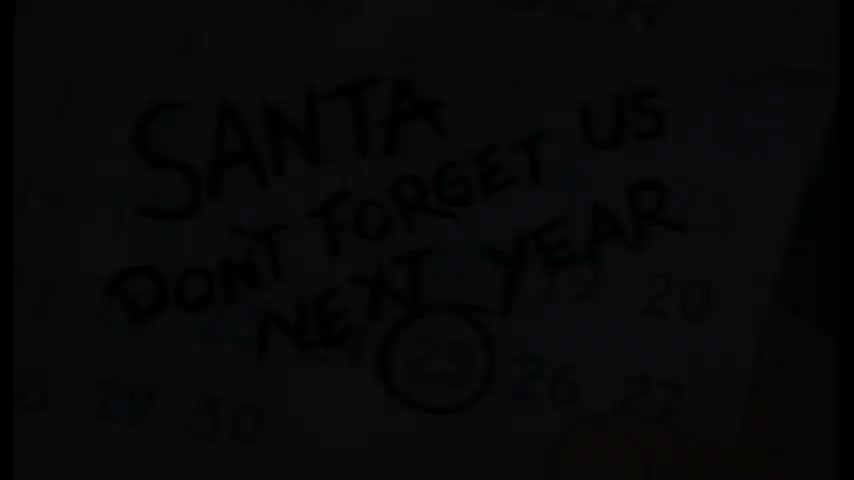 SANTA
DONT FORGET US
NEXT YEAR
20
25 26 27
29 30